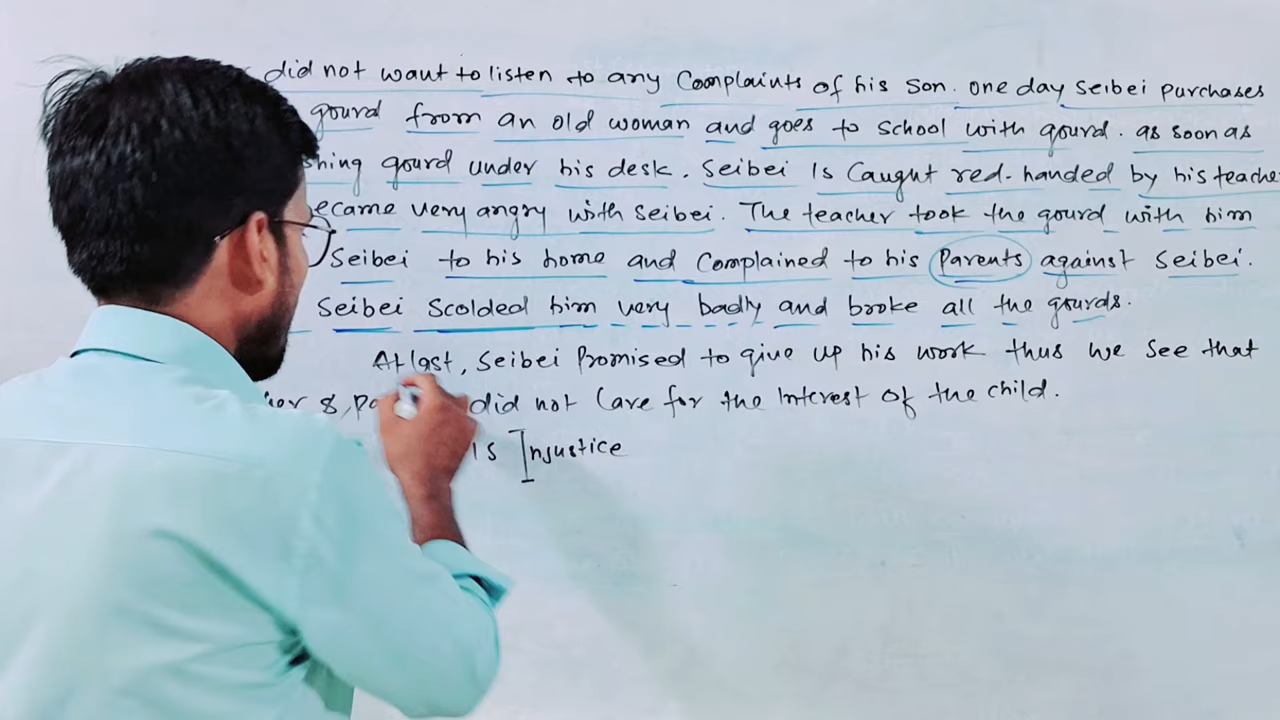 did not want to listen to any Complaints of his Son. one day Seibei purchases
gourd from an old woman and goes to School with gourd. as soon as
gourd under his desk. Seibei Is Caught red-handed by his
very angry with Seibei. The teacher took the gourd with him
Seibei to his home and Complained to his Parents against Seibei.
Seibei Scolded him very badly and broke all the gourds.
At last, Seibei Promised to give up his work thus we See that
& did not Care for the Interest of the child.
is Injustice